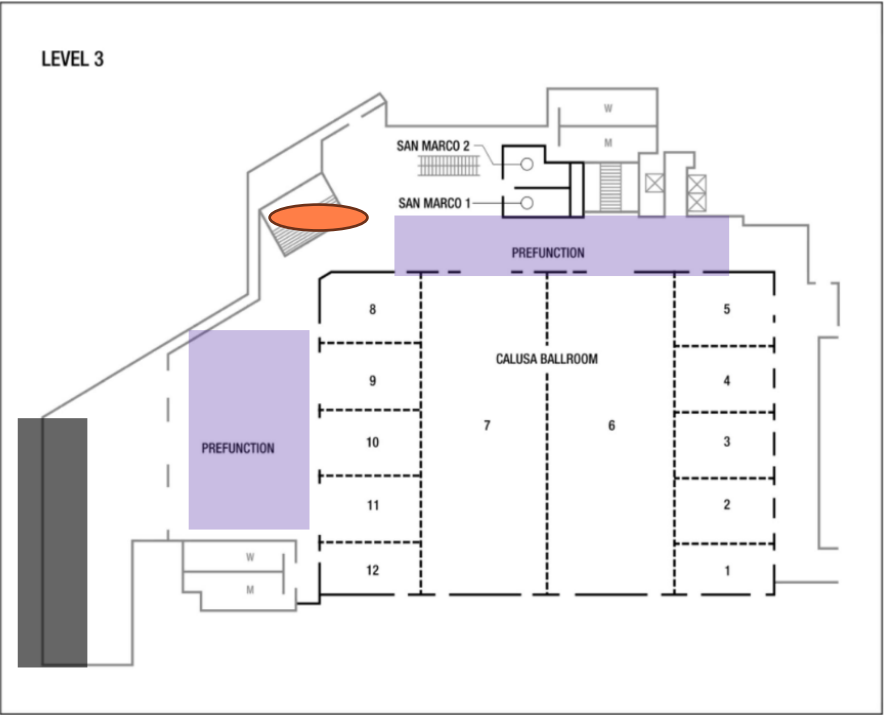 LEVEL 3
W
M
SAN MARCO 2
SAN MARCO 1
PREFUNCTION
8
5
CALUSA BALLROOM
9
4
7
6
10
3
PREFUNCTION
11
2
W
M
12
1